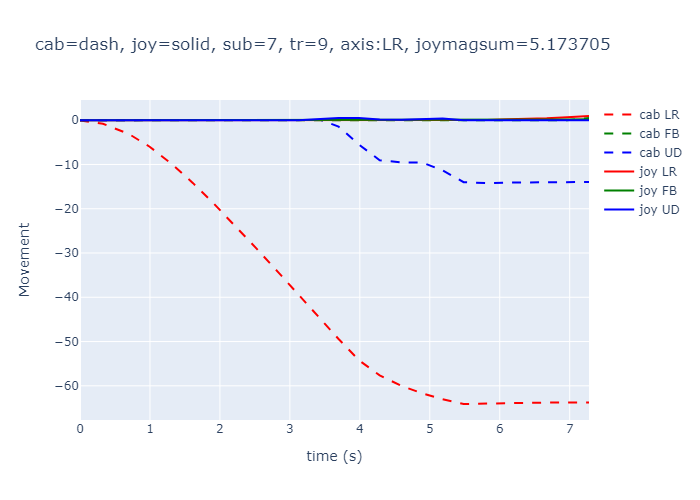 cab=dash, joy=solid, sub=7, tr=9, axis:LR, joymagsum=5.173705
cab LR
cab FB
cab UD
joy LR
joy FB
joy UD
Movement
0
−10
−20
−30
−40
−50
−60
0 1 2 3 4 5 6 7
time (s)